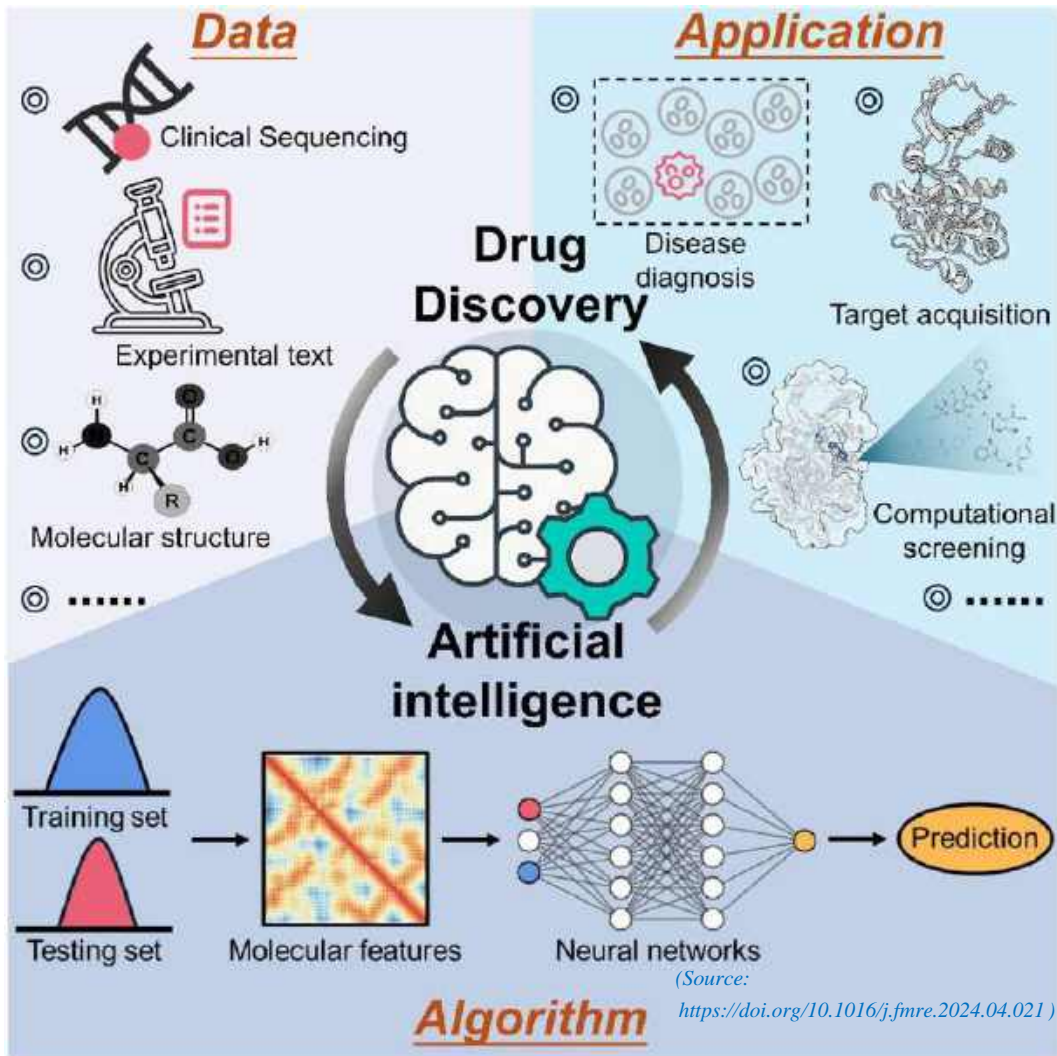 Data
Application
Clinical Sequencing
Experimental text
H
O
H
N
C
C
O
H
H
R
Molecular structure
......
Disease
diagnosis
Target acquisition
Computational
screening
......
Drug
Discovery
Artificial
intelligence
Training set
Testing set
Molecular features
Neural networks
Prediction
(Source:
https://doi.org/10.1016/j.fmre.2024.04.021 )
Algorithm